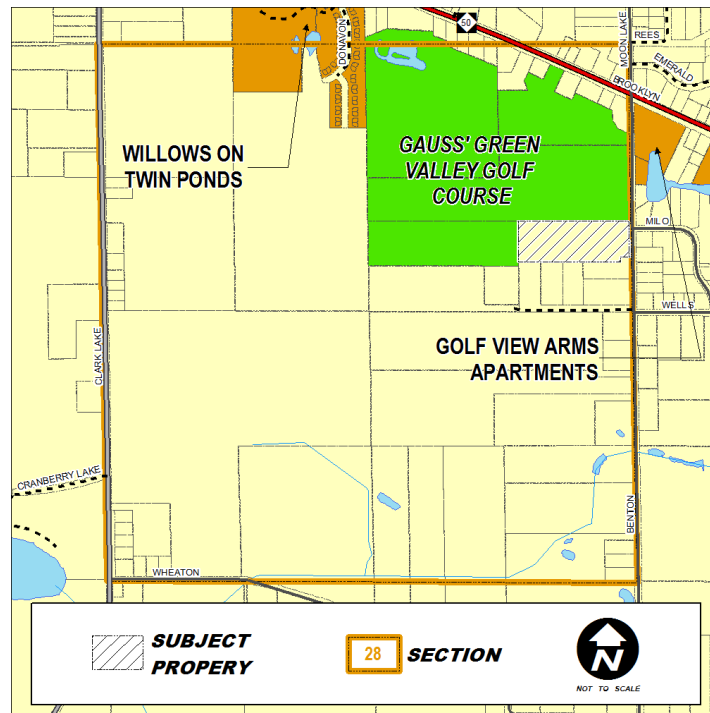 50
DONAVON
MOON LAKE
REES
EMERALD
BROOKLYN
WILLOWS ON
TWIN PONDS
GAUSS' GREEN
VALLEY GOLF
COURSE
MILO
WELLS
CLARK LAKE
GOLF VIEW ARMS
APARTMENTS
CRANBERRY LAKE
BENTON
WHEATON
SUBJECT
PROPERY
28
SECTION
N
NOT TO SCALE